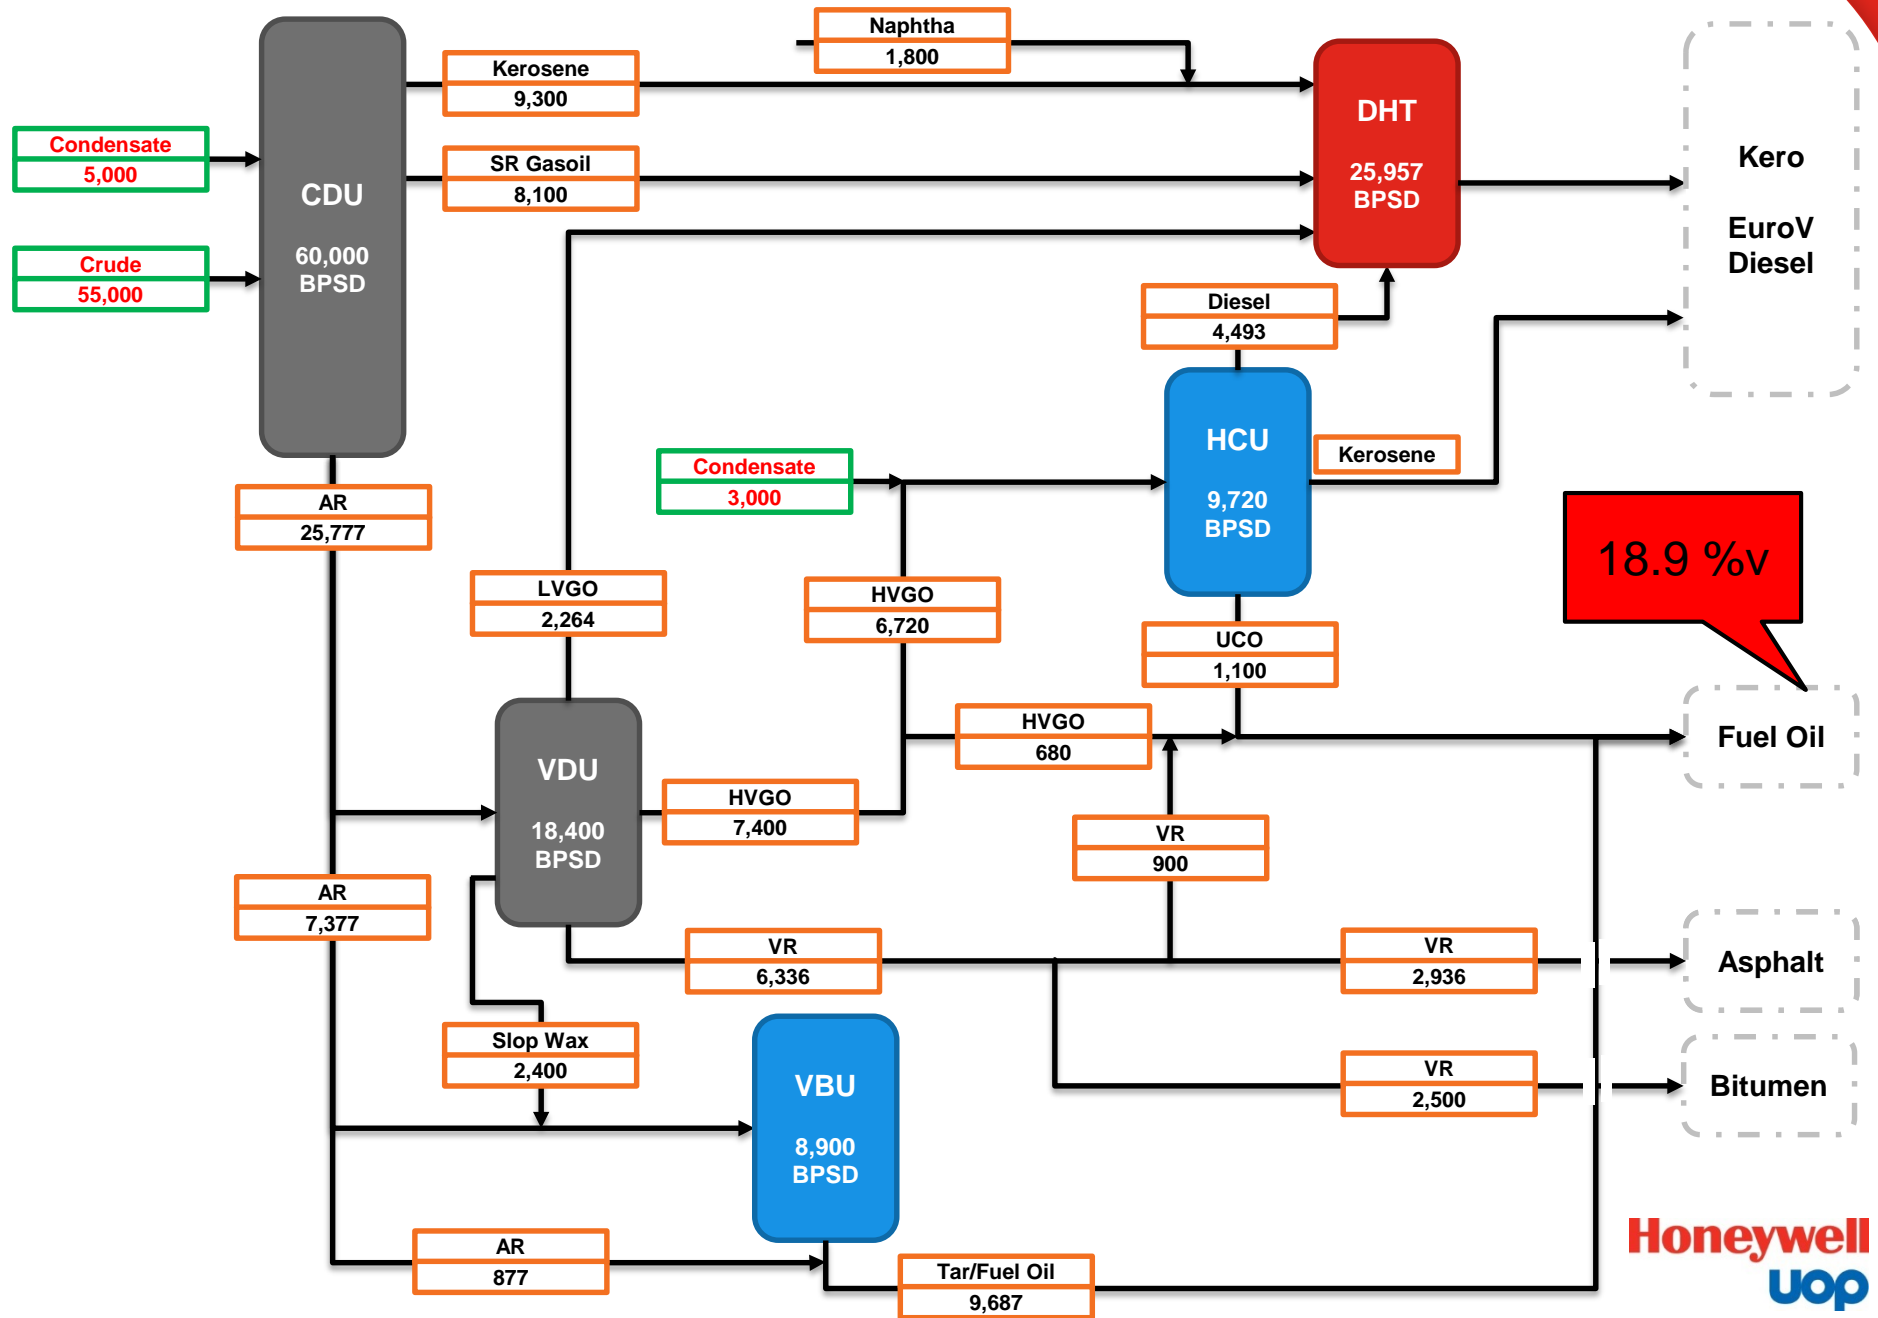 Naphtha
1,800
Kerosene
9,300
DHT
25,957
BPSD
Condensate
5,000
SR Gasoil
8,100
CDU
60,000
BPSD
Kero
EuroV
Diesel
Crude
55,000
Diesel
4,493
HCU
9,720
BPSD
Kerosene
Condensate
3,000
AR
25,777
18.9 %v
LVGO
2,264
HVGO
6,720
UCO
1,100
HVGO
680
Fuel Oil
VDU
18,400
BPSD
HVGO
7,400
VR
900
AR
7,377
VR
6,336
VR
2,936
Asphalt
Slop Wax
2,400
VBU
8,900
BPSD
VR
2,500
Bitumen
AR
877
Tar/Fuel Oil
9,687
Honeywell
uop